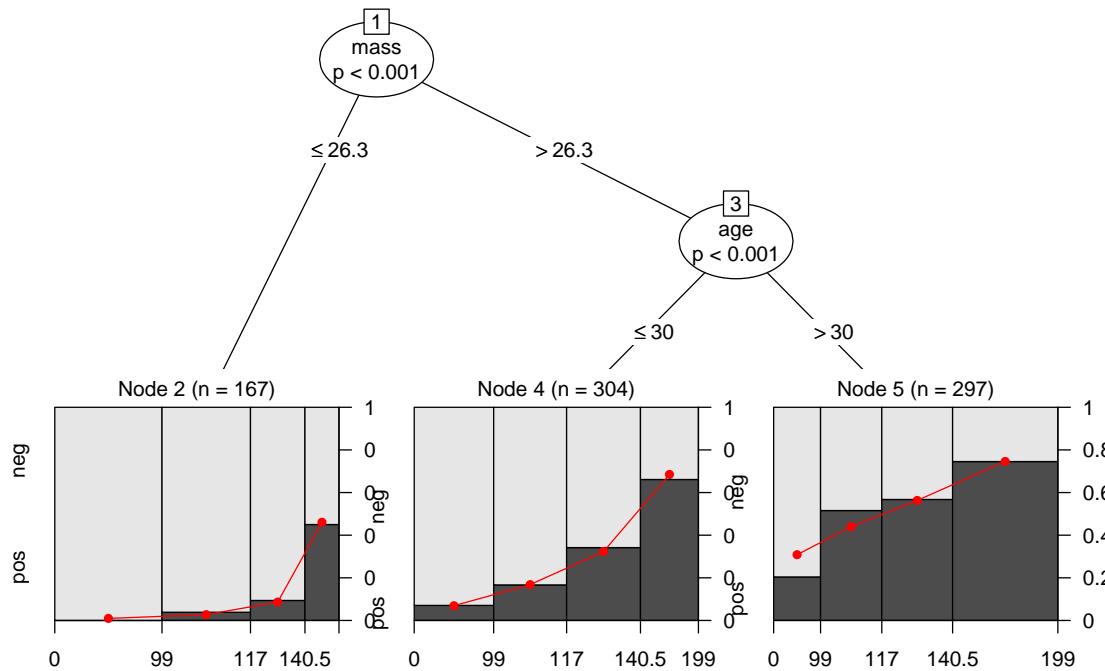 1
mass
p < 0.001
≤ 26.3
> 26.3
3
age
p < 0.001
≤ 30
> 30
Node 2 (n = 167)
Node 4 (n = 304)
Node 5 (n = 297)
neg
pos
1
0
0
0
0
0
0 99 117 140.5
neg
pos
1
0
0
0
0
0
0 99 117 140.5 199
neg
pos
1
0.8
0.6
0.4
0.2
0
0 99 117 140.5 199